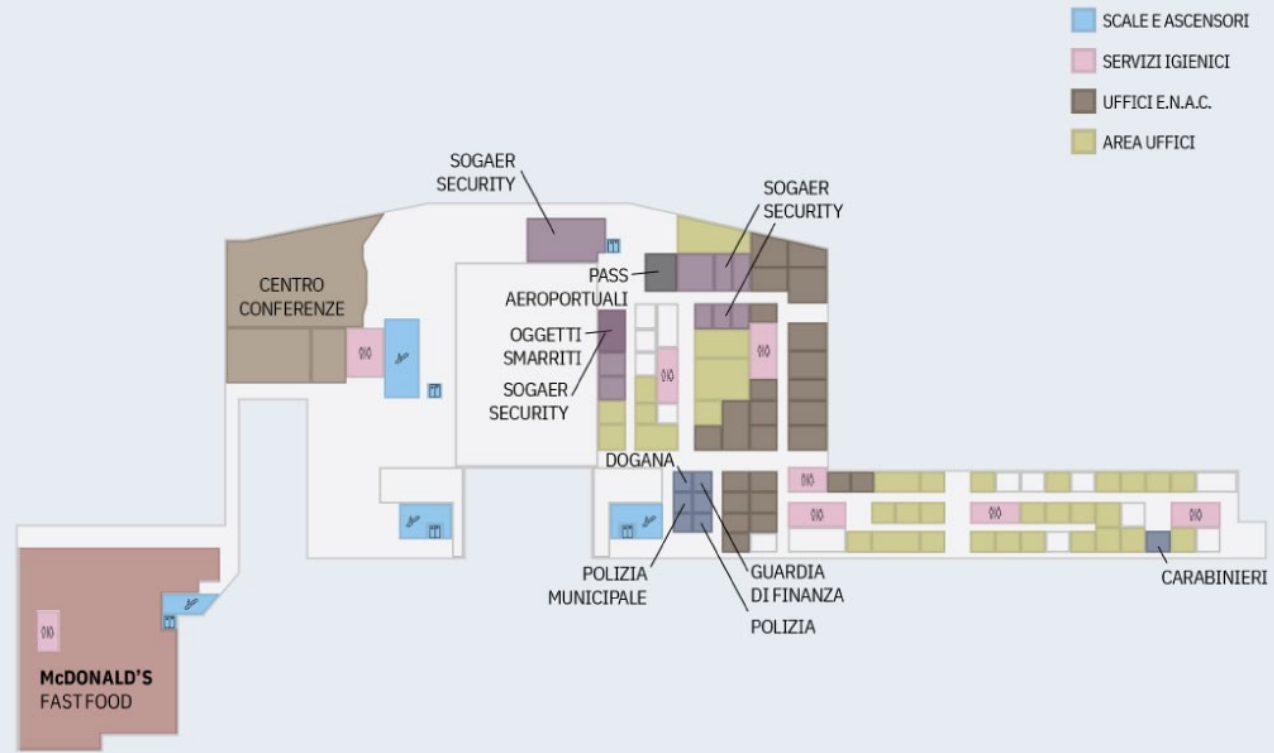 SCALE E ASCENSORI
SERVIZI IGIENICI
UFFICI E.N.A.C.
AREA UFFICI
SOGAER
SECURITY
SOGAER
SECURITY
PASS
AEROPORTUALI
CENTRO
CONFERENZE
OGGETTI
SMARRITI
SOGAER
SECURITY
DOGANA
POLIZIA
MUNICIPALE
GUARDIA
DI FINANZA
POLIZIA
CARABINIERI
McDONALD'S
FAST FOOD